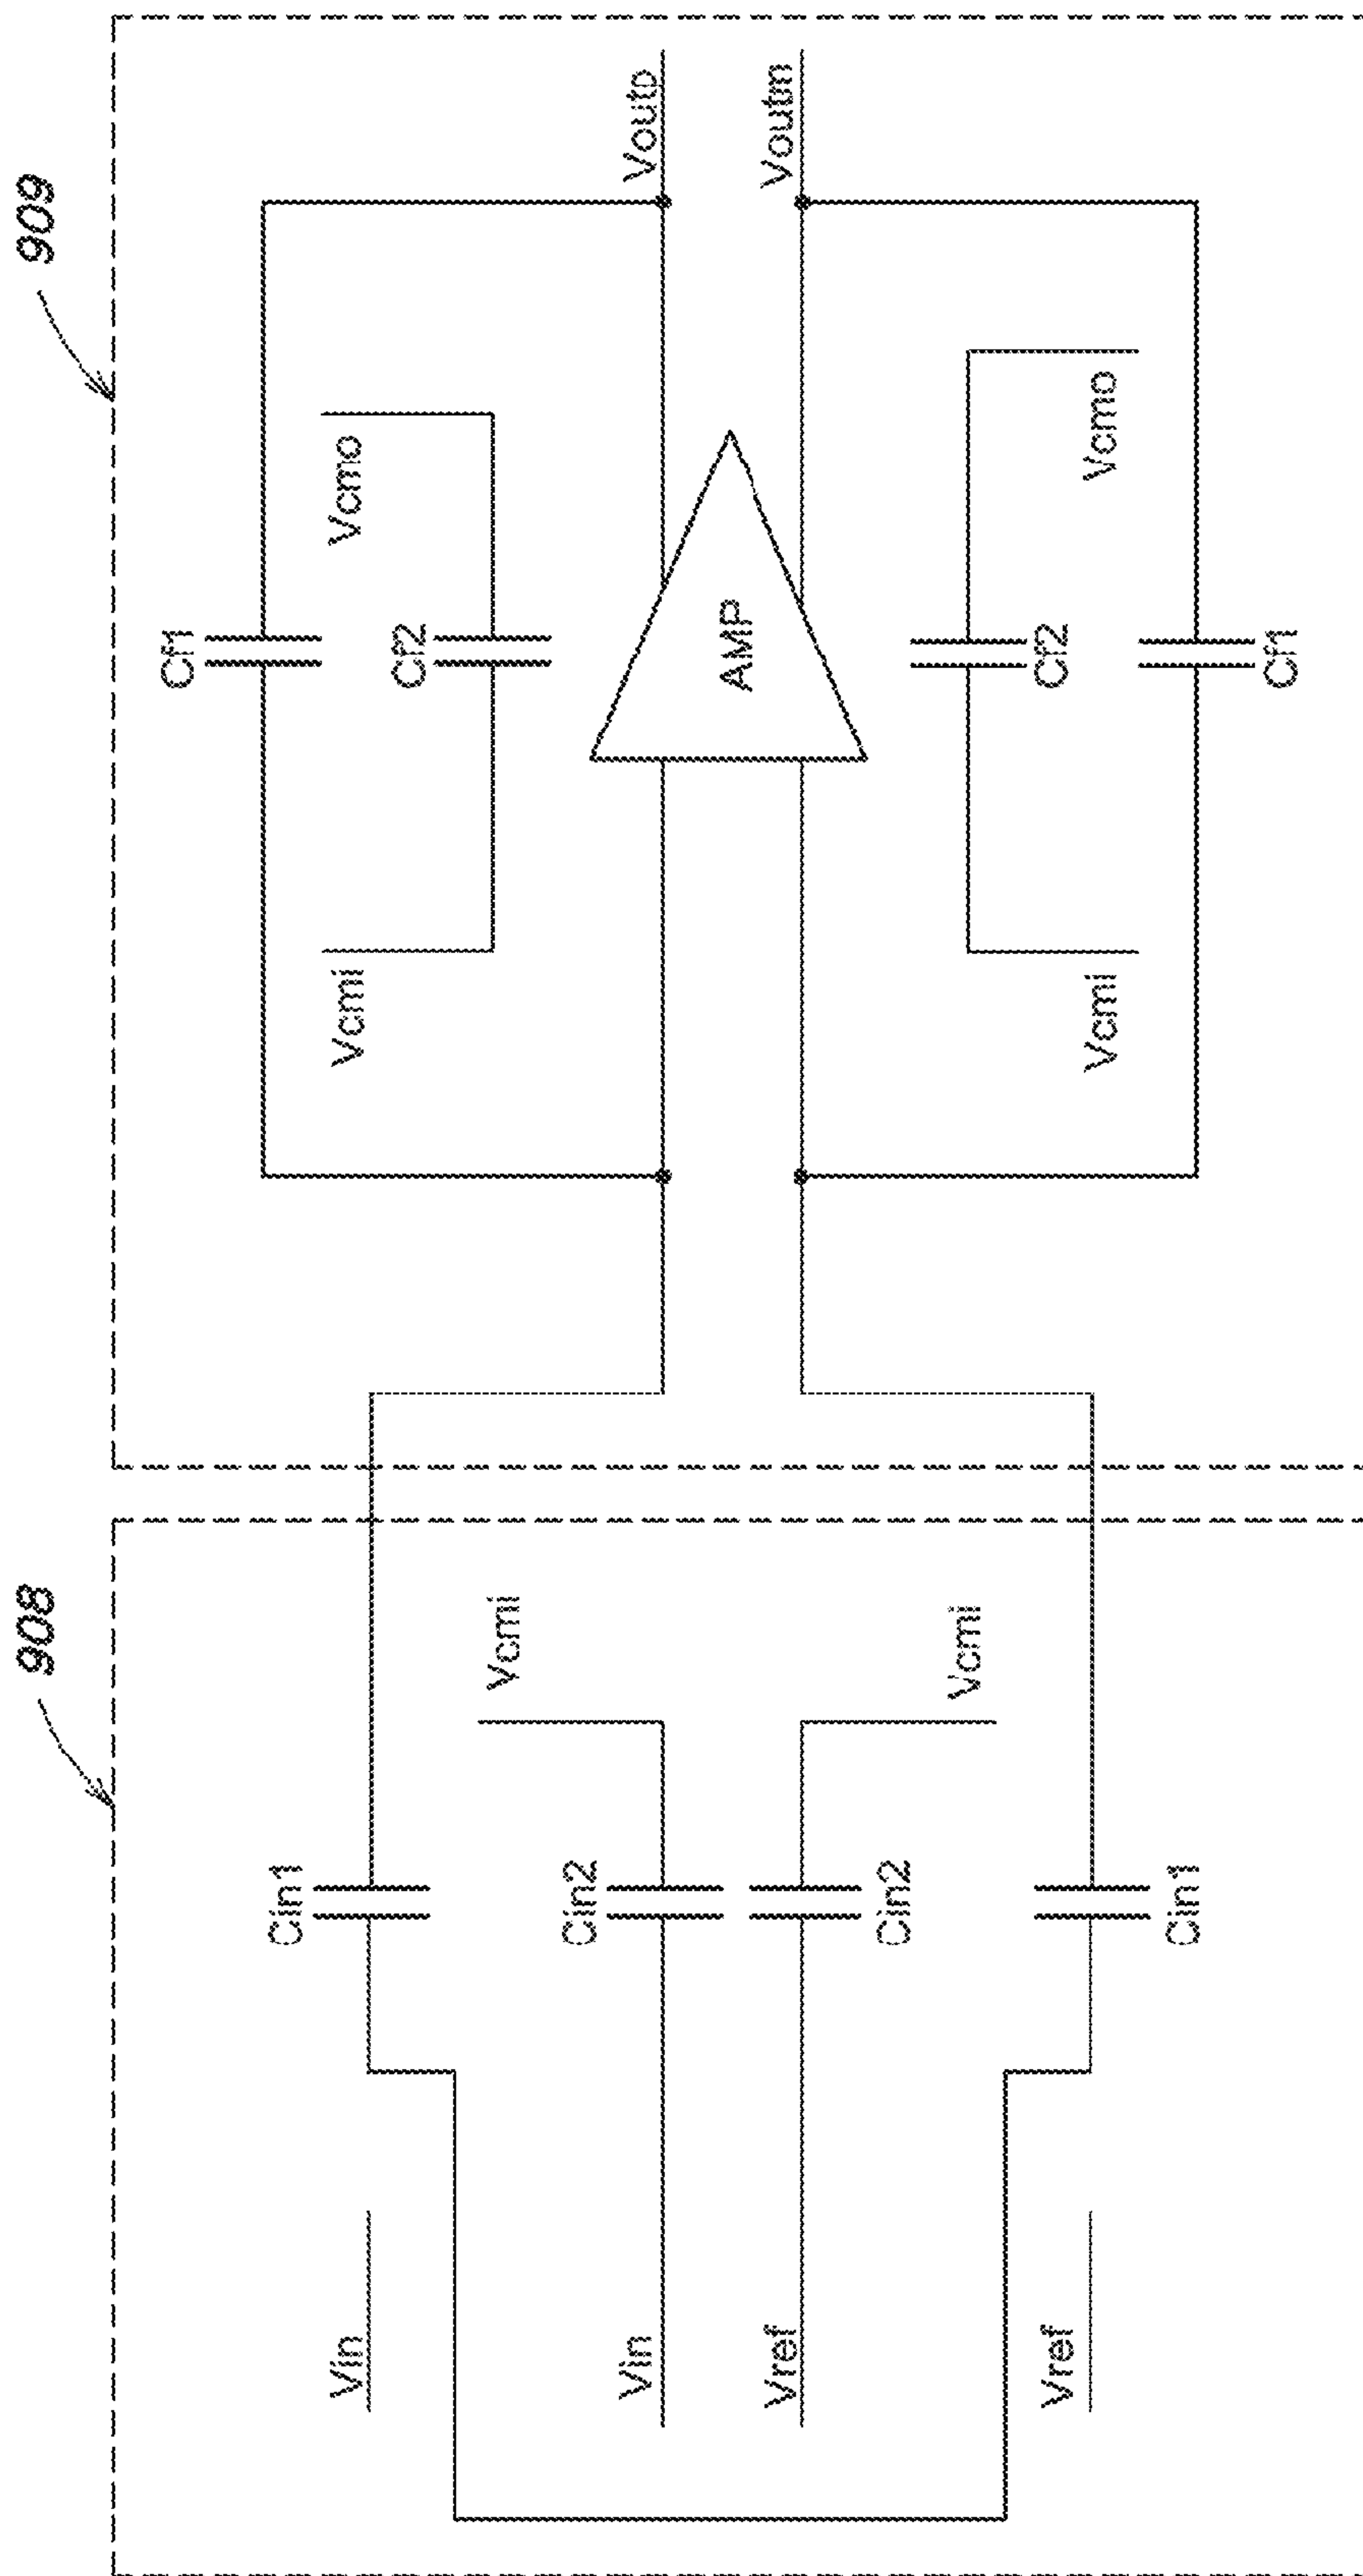 908
909
Cf1
Cin1
Vin
Vcmi
Vcmo
Cf2
Vcmi
Cin2
Vin
Voutp
AMP
Vref
Voutm
Cin2
Vcmi
Vref
Cf2
Vcmi
Vcmo
Cin1
Cf1